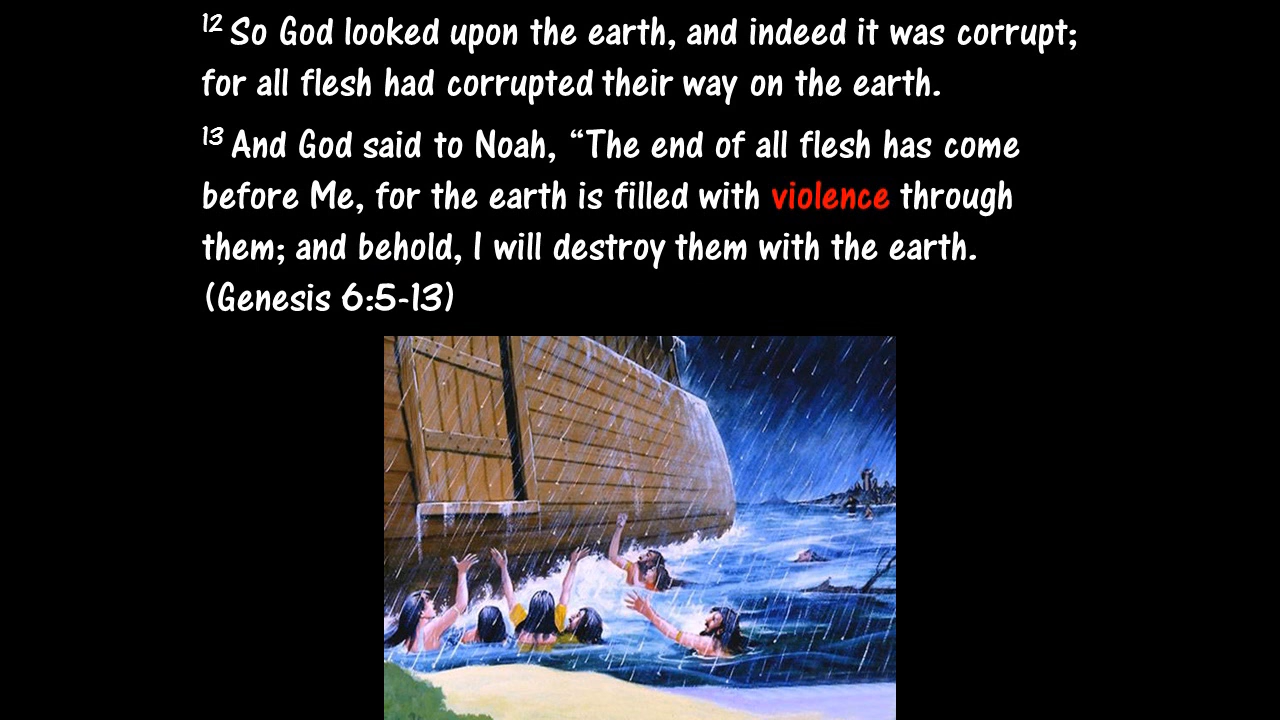 12 So God looked upon the earth, and indeed it was corrupt;
for all flesh had corrupted their way on the earth.
13 And God said to Noah, “The end of all flesh has come
before Me, for the earth is filled with violence through
them; and behold, I will destroy them with the earth.
(Genesis 6:5-13)